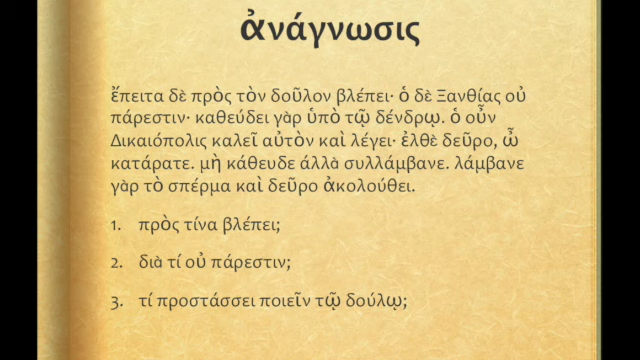 ἀνάγνωσις
ἔπειτα δὲ πρὸς τὸν δοῦλον βλέπει· ὁ δὲ Ξανθίας οὐ
πάρεστιν· καθεύδει γὰρ ὑπὸ τῷ δένδρῳ. ὁ οὖν
Δικαιόπολις καλεῖ αὐτὸν καὶ λέγει· ἐλθὲ δεῦρο, ὦ
κατάρατε. μὴ κάθευδε ἀλλὰ συλλάμβανε. λάμβανε
γὰρ τὸ σπέρμα καὶ δεῦρο ἀκολούθει.
1. πρὸς τίνα βλέπει;
2. διὰ τί οὐ πάρεστιν;
3. τί προστάσσει ποιεῖν τῷ δούλῳ;